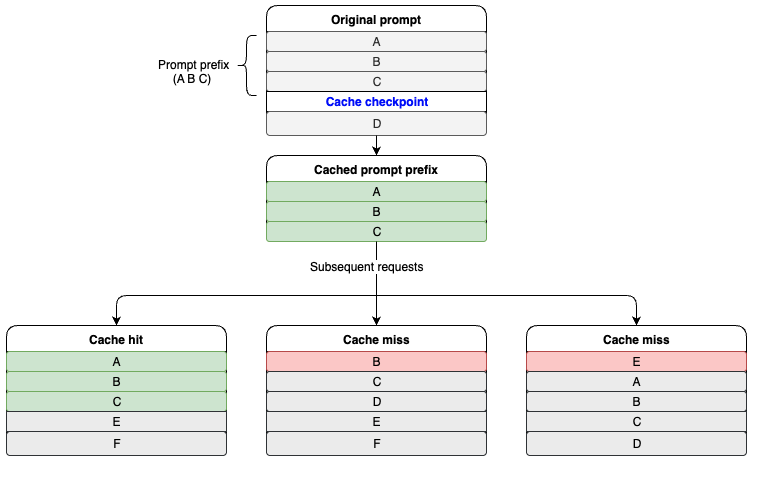 Original prompt
A
B
C
Prompt prefix
(A B C)
Cache checkpoint
D
Cached prompt prefix
A
B
C
Subsequent requests
Cache hit
A
B
C
E
F
Cache miss
B
C
D
E
F
Cache miss
E
A
B
C
D